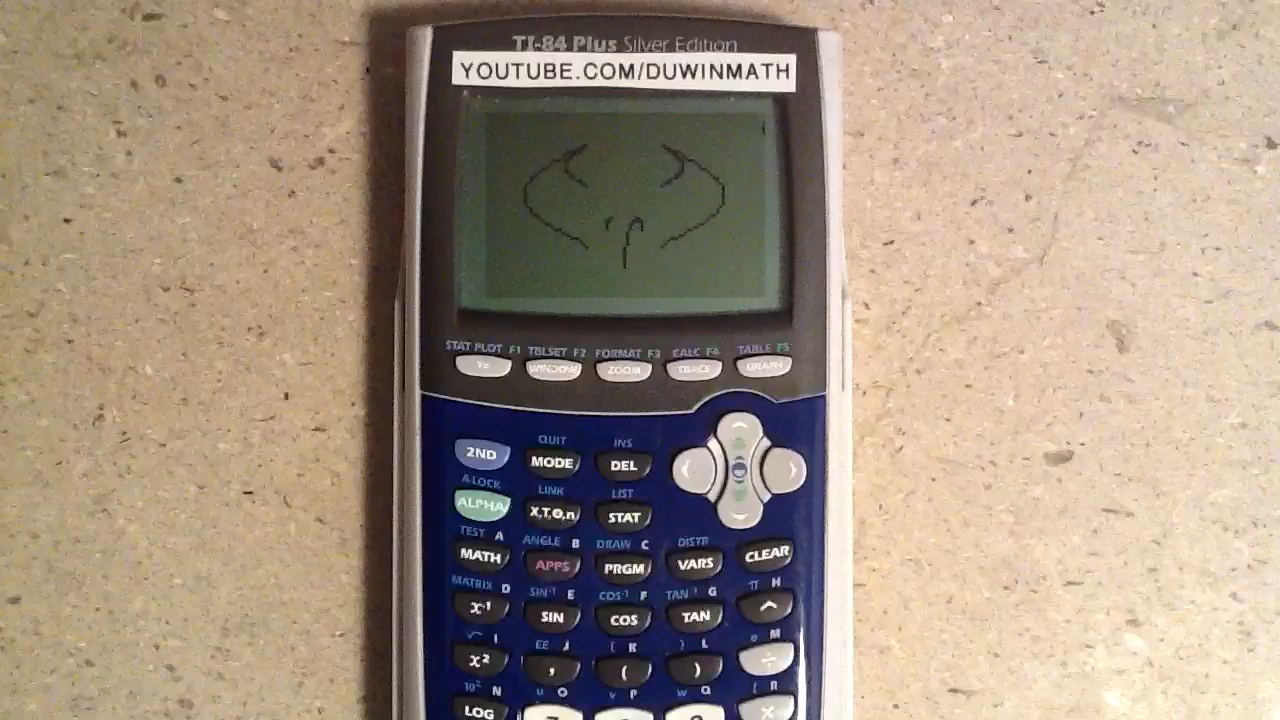 TI-84 Plus Silver Edition
YOUTUBE.COM/DUWINMATH
STAT PLOT F1 TBLSET F2 FORMAT F3 CALC F4 TABLE F5
Y= WINDOW ZOOM TRACE GRAPH
QUIT INS
2ND MODE DEL
A-LOCK LINK LIST
ALPHA X,T,Θ,n STAT
TEST A ANGLE B DRAW C DISTR
MATH APPS PRGM VARS CLEAR
MATRIX D SIN⁻¹ E COS⁻¹ F TAN⁻¹ G π H
x⁻¹ SIN COS TAN ^
√ I EE J { K } L e M
x² , ( ) ÷
10ˣ N u O v P w Q [ R
LOG ×